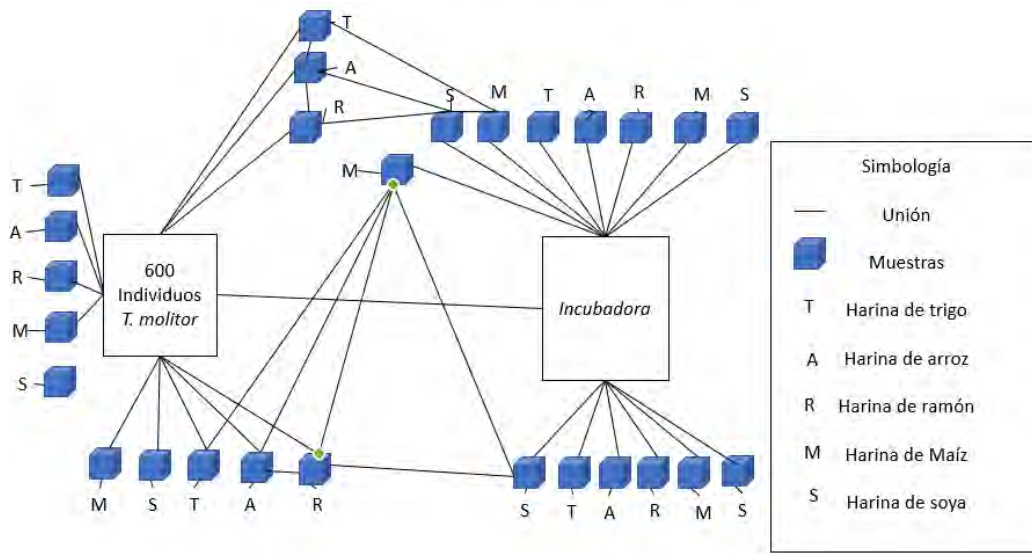 T
A
R
S M T A R M S
M
T
A
R
M
S
600
Individuos
T. molitor
Incubadora
M S T A R
S T A R M S
Simbología
Unión
Muestras
T Harina de trigo
A Harina de arroz
R Harina de ramón
M Harina de Maíz
S Harina de soya